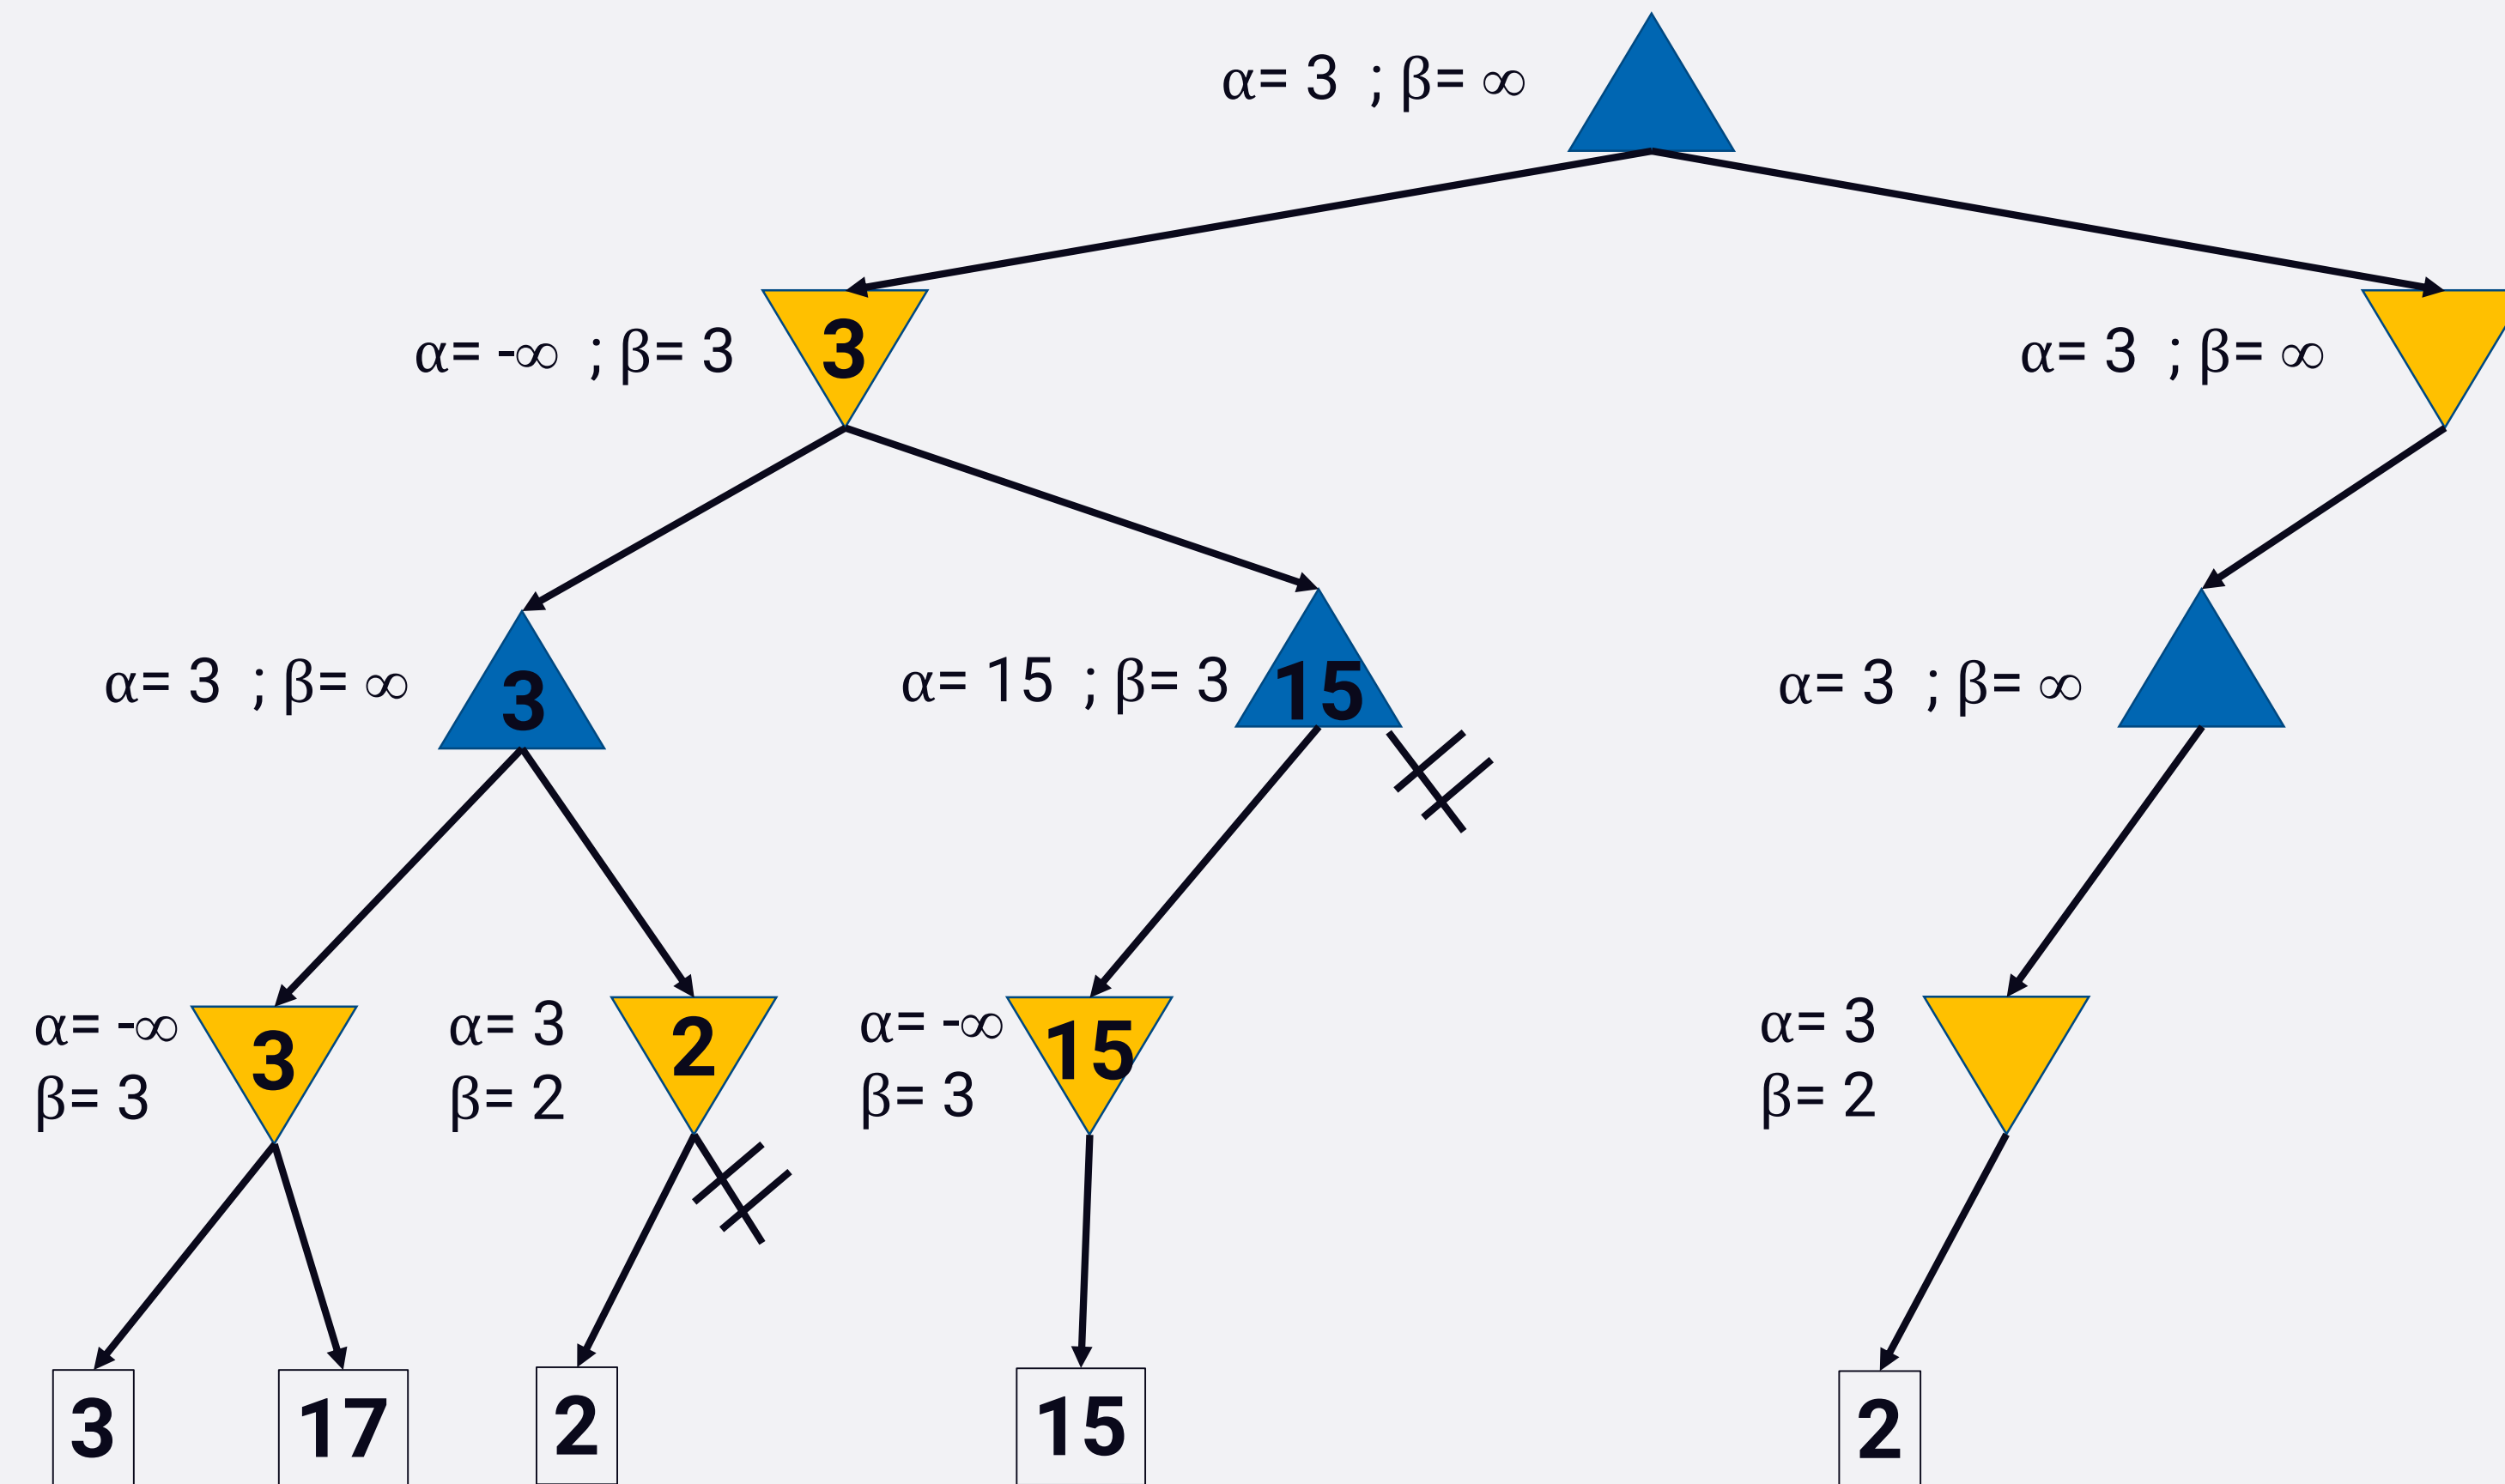 α= 3 ; β= ∞
α= -∞ ; β= 3
3
α= 3 ; β= ∞
α= 3 ; β= ∞
3
α= 15 ; β= 3
15
α= 3 ; β= ∞
α= -∞
β= 3
3
α= 3
β= 2
2
α= -∞
β= 3
15
α= 3
β= 2
3
17
2
15
2